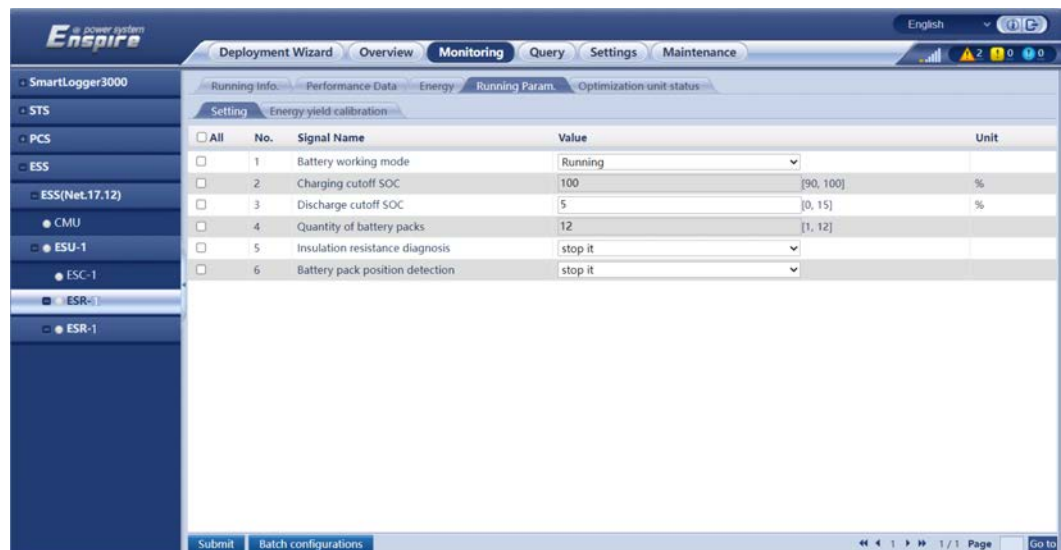 @ power system
Enspire
English
Deployment Wizard Overview Monitoring Query Settings Maintenance
2 0 0
SmartLogger3000
STS
PCS
ESS
ESS(Net.17.12)
CMU
ESU-1
ESC-1
ESR-1
ESR-1
Running Info. Performance Data Energy Running Param. Optimization unit status
Setting Energy yield calibration
All No. Signal Name Value Unit
1 Battery working mode Running
2 Charging cutoff SOC 100 [90, 100] %
3 Discharge cutoff SOC 5 [0, 15] %
4 Quantity of battery packs 12 [1, 12]
5 Insulation resistance diagnosis stop it
6 Battery pack position detection stop it
Submit Batch configurations 1 1/1 Page Go to